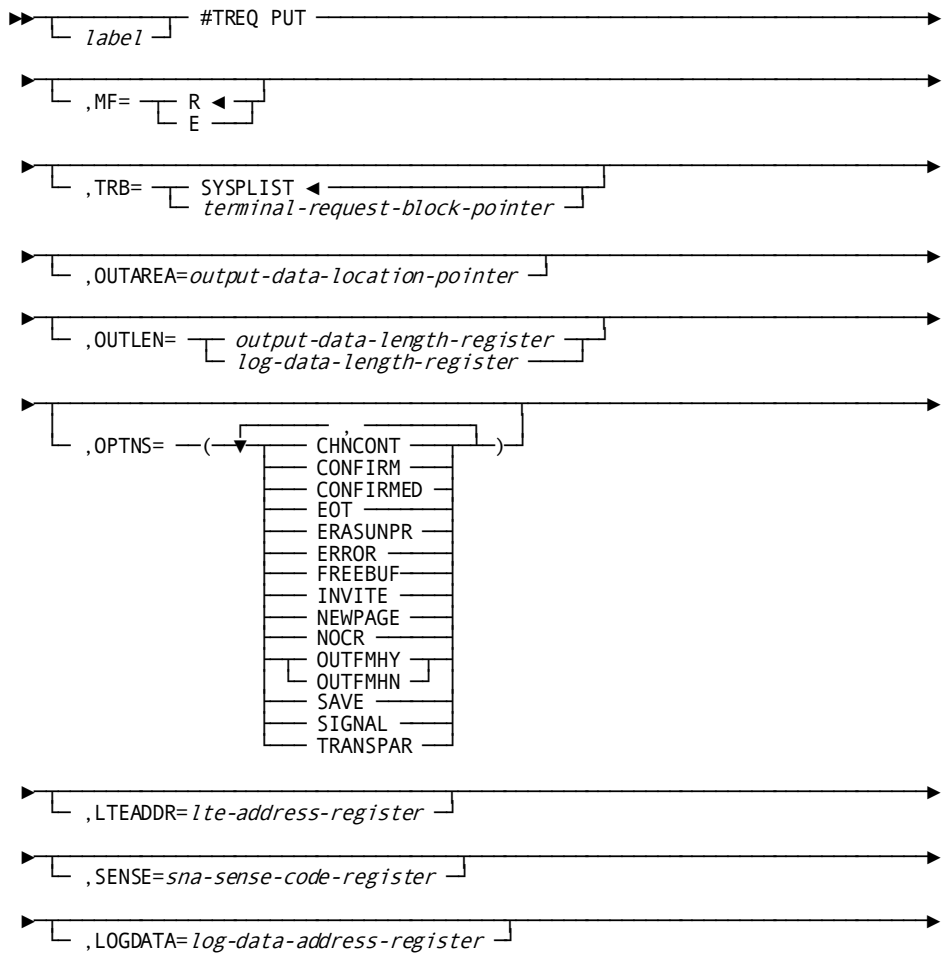 #TREQ PUT
label
,MF= R
E
,TRB= SYSPLIST
terminal-request-block-pointer
,OUTAREA=output-data-location-pointer
,OUTLEN= output-data-length-register
log-data-length-register
,
,OPTNS= ( CHNCONT )
CONFIRM
CONFIRMED
EOT
ERASUNPR
ERROR
FREEBUF
INVITE
NEWPAGE
NOCR
OUTFMHY
OUTFMHN
SAVE
SIGNAL
TRANSPAR
,LTEADDR=lte-address-register
,SENSE=sna-sense-code-register
,LOGDATA=log-data-address-register